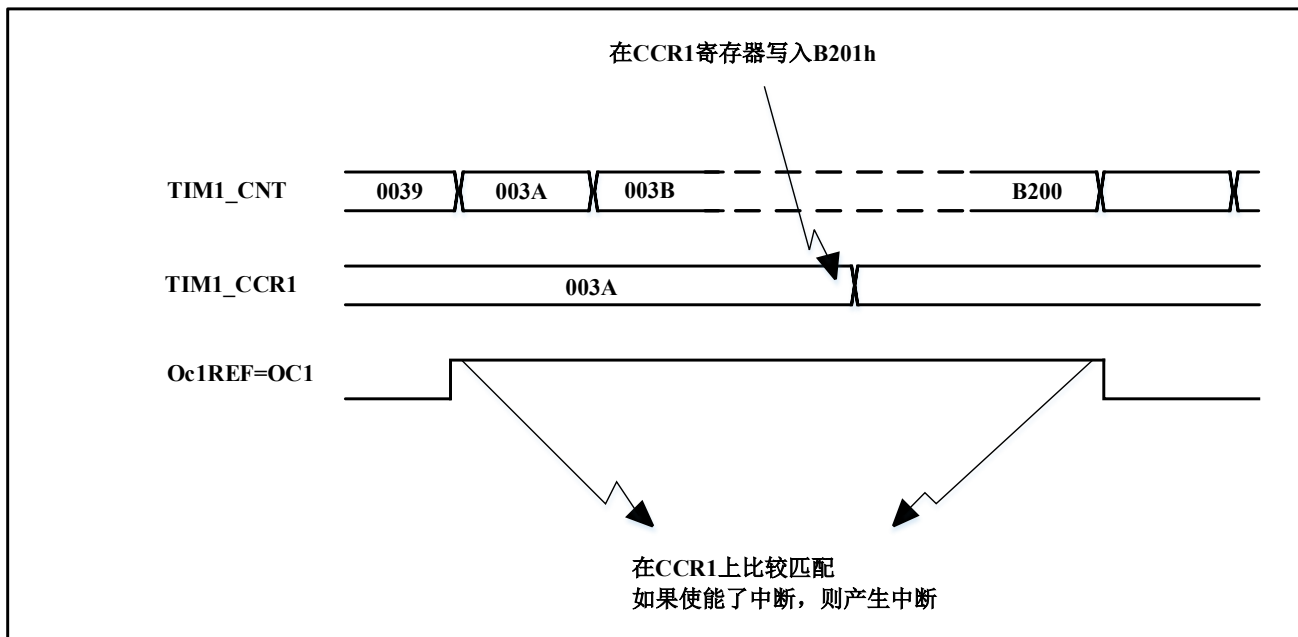 在CCR1寄存器写入B201h
TIM1_CNT
0039
003A
003B
B200
TIM1_CCR1
003A
Oc1REF=OC1
在CCR1上比较匹配
如果使能了中断，则产生中断